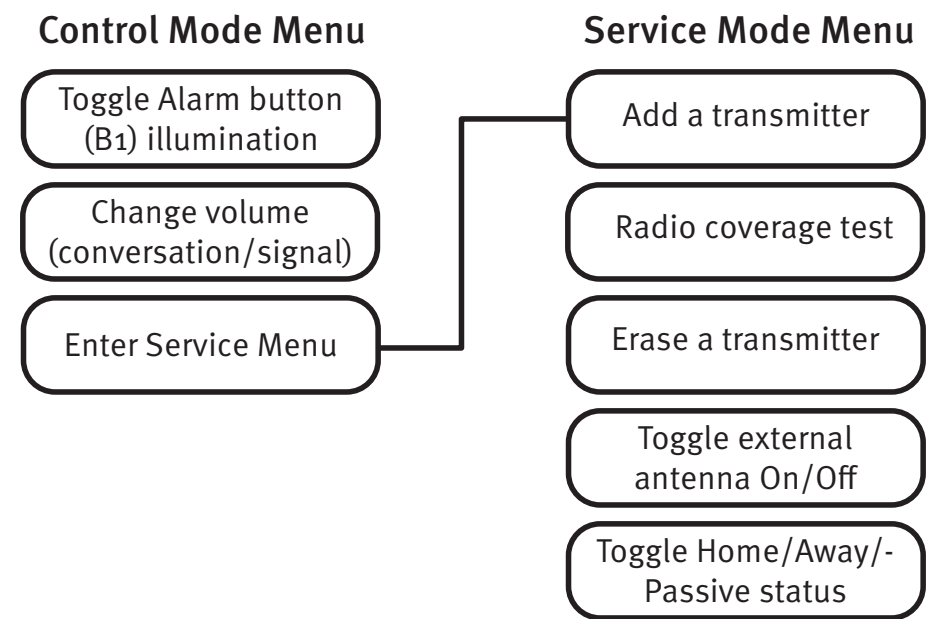 Control Mode Menu
Toggle Alarm button
(B1) illumination
Change volume
(conversation/signal)
Enter Service Menu
Service Mode Menu
Add a transmitter
Radio coverage test
Erase a transmitter
Toggle external
antenna On/Off
Toggle Home/Away/-
Passive status